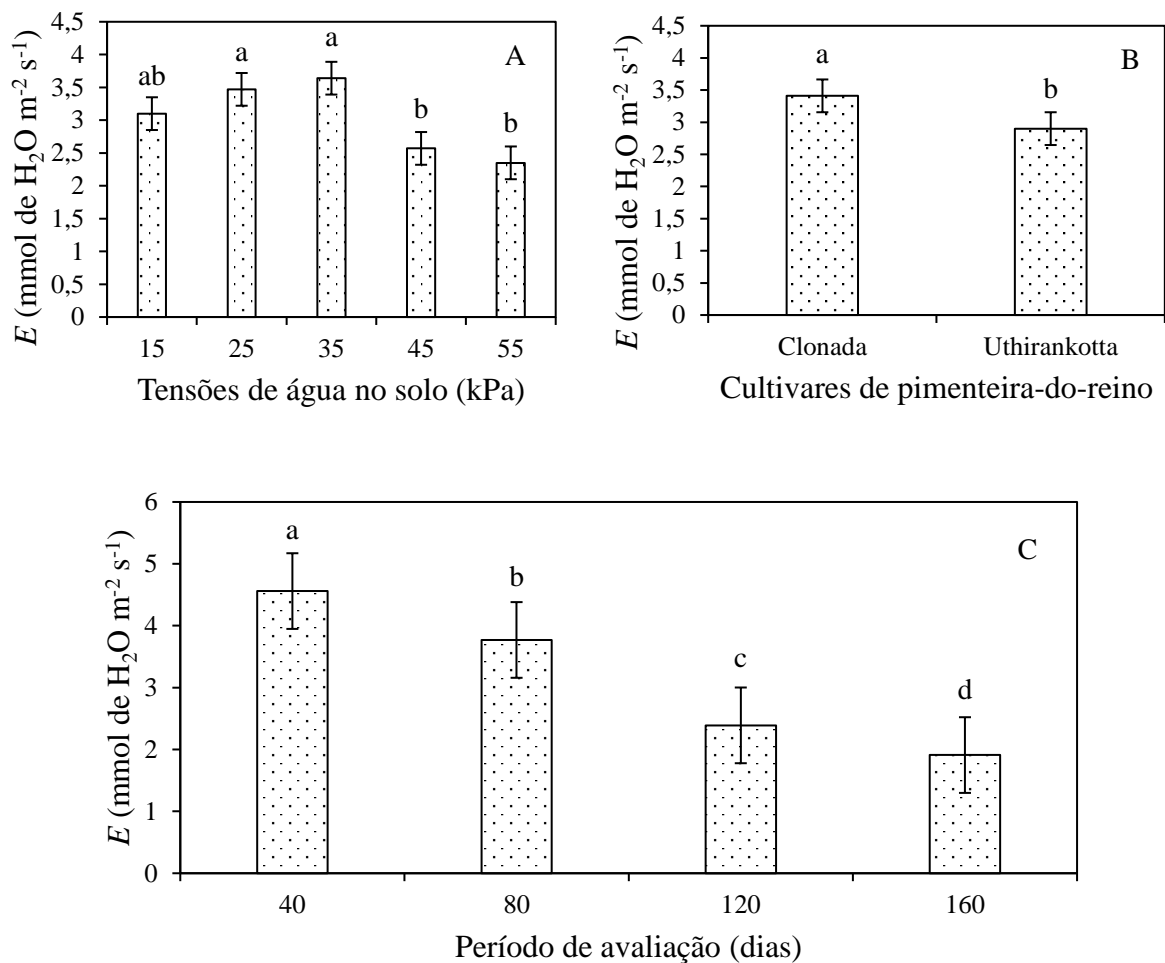 E (mmol de H2O m-2 s-1)
4,5
4
3,5
3
2,5
2
1,5
1
0,5
0
A
ab
a
a
b
b
15 25 35 45 55
Tensões de água no solo (kPa)
E (mmol de H2O m-2 s-1)
4,5
4
3,5
3
2,5
2
1,5
1
0,5
0
B
a
b
Clonada Uthirankotta
Cultivares de pimenteira-do-reino
E (mmol de H2O m-2 s-1)
6
5
4
3
2
1
0
C
a
b
c
d
40 80 120 160
Período de avaliação (dias)